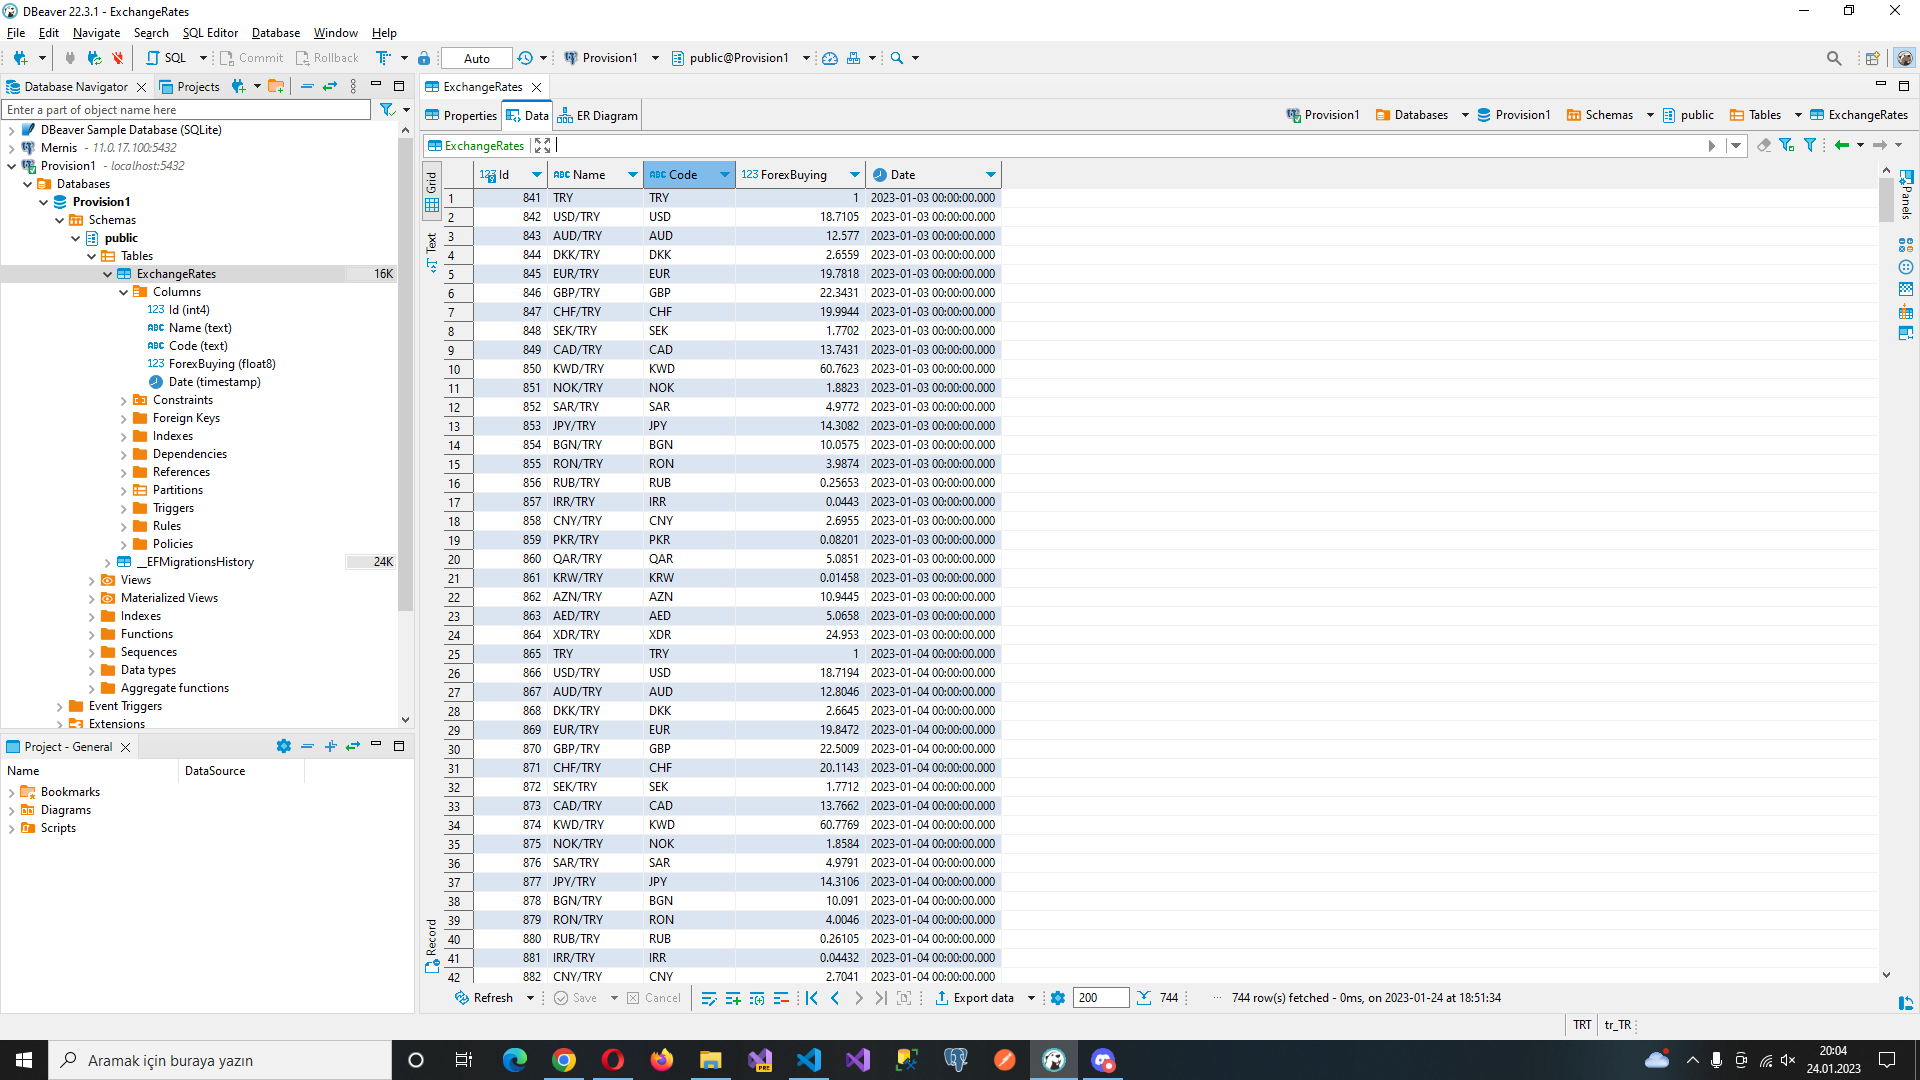 DBeaver 22.3.1 - ExchangeRates
File Edit Navigate Search SQL Editor Database Window Help
SQL Commit Rollback Auto Provision1 public@Provision1
Database Navigator Projects
Enter a part of object name here
DBeaver Sample Database (SQLite)
Mernis - 11.0.17.100:5432
Provision1 - localhost:5432
Databases
Provision1
Schemas
public
Tables
ExchangeRates 16K
Columns
123 Id (int4)
ABC Name (text)
ABC Code (text)
123 ForexBuying (float8)
Date (timestamp)
Constraints
Foreign Keys
Indexes
Dependencies
References
Partitions
Triggers
Rules
Policies
__EFMigrationsHistory 24K
Views
Materialized Views
Indexes
Functions
Sequences
Data types
Aggregate functions
Event Triggers
Extensions
Project - General
Name DataSource
Bookmarks
Diagrams
Scripts
ExchangeRates
Properties Data ER Diagram
Provision1 Databases Provision1 Schemas public Tables ExchangeRates
ExchangeRates
Grid
Text
Record
Panels
123 Id ABC Name ABC Code 123 ForexBuying Date
1 841 TRY TRY 1 2023-01-03 00:00:00.000
2 842 USD/TRY USD 18.7105 2023-01-03 00:00:00.000
3 843 AUD/TRY AUD 12.577 2023-01-03 00:00:00.000
4 844 DKK/TRY DKK 2.6559 2023-01-03 00:00:00.000
5 845 EUR/TRY EUR 19.7818 2023-01-03 00:00:00.000
6 846 GBP/TRY GBP 22.3431 2023-01-03 00:00:00.000
7 847 CHF/TRY CHF 19.9944 2023-01-03 00:00:00.000
8 848 SEK/TRY SEK 1.7702 2023-01-03 00:00:00.000
9 849 CAD/TRY CAD 13.7431 2023-01-03 00:00:00.000
10 850 KWD/TRY KWD 60.7623 2023-01-03 00:00:00.000
11 851 NOK/TRY NOK 1.8823 2023-01-03 00:00:00.000
12 852 SAR/TRY SAR 4.9772 2023-01-03 00:00:00.000
13 853 JPY/TRY JPY 14.3082 2023-01-03 00:00:00.000
14 854 BGN/TRY BGN 10.0575 2023-01-03 00:00:00.000
15 855 RON/TRY RON 3.9874 2023-01-03 00:00:00.000
16 856 RUB/TRY RUB 0.25653 2023-01-03 00:00:00.000
17 857 IRR/TRY IRR 0.0443 2023-01-03 00:00:00.000
18 858 CNY/TRY CNY 2.6955 2023-01-03 00:00:00.000
19 859 PKR/TRY PKR 0.08201 2023-01-03 00:00:00.000
20 860 QAR/TRY QAR 5.0851 2023-01-03 00:00:00.000
21 861 KRW/TRY KRW 0.01458 2023-01-03 00:00:00.000
22 862 AZN/TRY AZN 10.9445 2023-01-03 00:00:00.000
23 863 AED/TRY AED 5.0658 2023-01-03 00:00:00.000
24 864 XDR/TRY XDR 24.953 2023-01-03 00:00:00.000
25 865 TRY TRY 1 2023-01-04 00:00:00.000
26 866 USD/TRY USD 18.7194 2023-01-04 00:00:00.000
27 867 AUD/TRY AUD 12.8046 2023-01-04 00:00:00.000
28 868 DKK/TRY DKK 2.6645 2023-01-04 00:00:00.000
29 869 EUR/TRY EUR 19.8472 2023-01-04 00:00:00.000
30 870 GBP/TRY GBP 22.5009 2023-01-04 00:00:00.000
31 871 CHF/TRY CHF 20.1143 2023-01-04 00:00:00.000
32 872 SEK/TRY SEK 1.7712 2023-01-04 00:00:00.000
33 873 CAD/TRY CAD 13.7662 2023-01-04 00:00:00.000
34 874 KWD/TRY KWD 60.7769 2023-01-04 00:00:00.000
35 875 NOK/TRY NOK 1.8584 2023-01-04 00:00:00.000
36 876 SAR/TRY SAR 4.9791 2023-01-04 00:00:00.000
37 877 JPY/TRY JPY 14.3106 2023-01-04 00:00:00.000
38 878 BGN/TRY BGN 10.091 2023-01-04 00:00:00.000
39 879 RON/TRY RON 4.0046 2023-01-04 00:00:00.000
40 880 RUB/TRY RUB 0.26105 2023-01-04 00:00:00.000
41 881 IRR/TRY IRR 0.04432 2023-01-04 00:00:00.000
42 882 CNY/TRY CNY 2.7041 2023-01-04 00:00:00.000
Refresh Save Cancel Export data 200 744 ··· 744 row(s) fetched - 0ms, on 2023-01-24 at 18:51:34
TRT tr_TR
Aramak için buraya yazın
PRE
20:04
24.01.2023